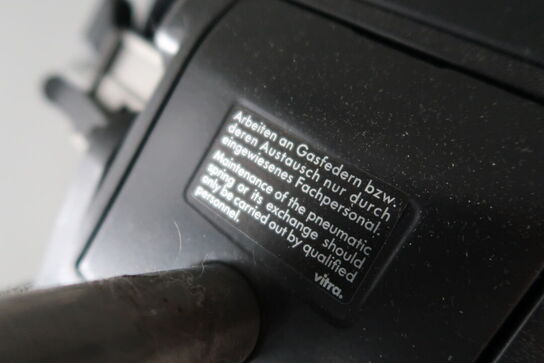 Arbeiten an Gasfedern bzw.
deren Austausch nur durch
eingewiesenes Fachpersonal.
Maintenance of the pneumatic
spring or its exchange should
only be carried out by qualified
personnel.
vitra.